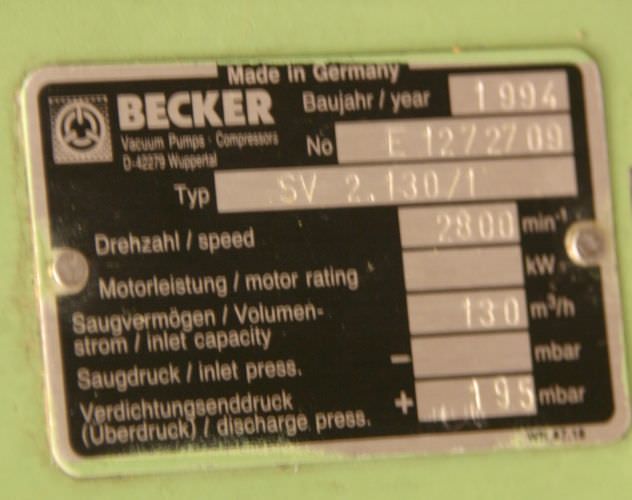 Made in Germany
BECKER
Vacuum Pumps · Compressors
D-42279 Wuppertal
Baujahr / year 1994
No E 1272709
Typ SV 2.130/1
Drehzahl / speed 2800 min-1
Motorleistung / motor rating kW
Saugvermögen / Volumen-
strom / inlet capacity 130 m³/h
Saugdruck / inlet press. - mbar
Verdichtungsenddruck
(Überdruck) / discharge press. + 195 mbar